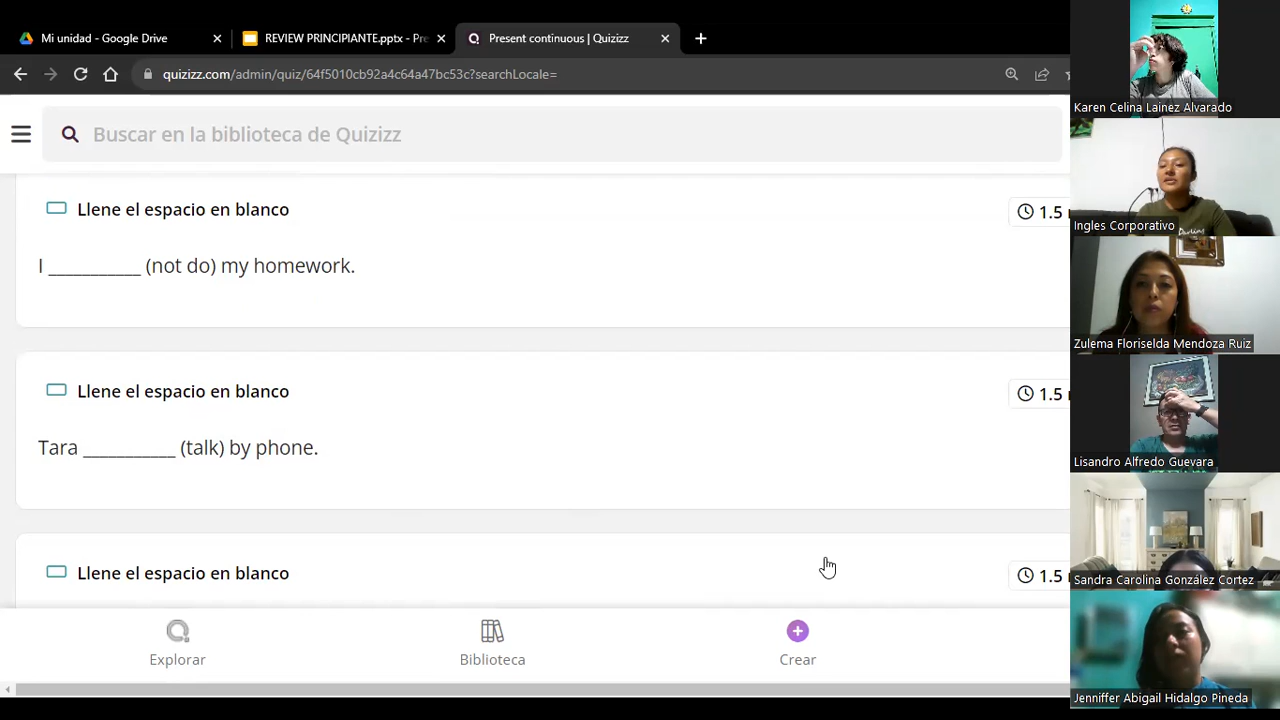 Mi unidad - Google Drive
REVIEW PRINCIPIANTE.pptx - Pre
Present continuous | Quizizz
quizizz.com/admin/quiz/64f5010cb92a4c64a47bc53c?searchLocale=
Buscar en la biblioteca de Quizizz
Llene el espacio en blanco
1.5
I ___________ (not do) my homework.
Llene el espacio en blanco
1.5
Tara ___________ (talk) by phone.
Llene el espacio en blanco
1.5
Explorar
Biblioteca
Crear
Karen Celina Lainez Alvarado
Ingles Corporativo
Zulema Floriselda Mendoza Ruiz
Lisandro Alfredo Guevara
Sandra Carolina González Cortez
Jenniffer Abigail Hidalgo Pineda